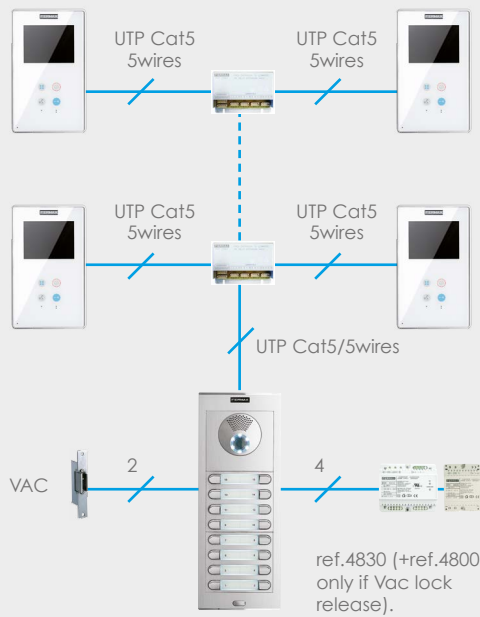 UTP Cat5
5wires
UTP Cat5
5wires
UTP Cat5
5wires
UTP Cat5
5wires
UTP Cat5/5wires
VAC
2
4
ref.4830 (+ref.4800
only if Vac lock
release).